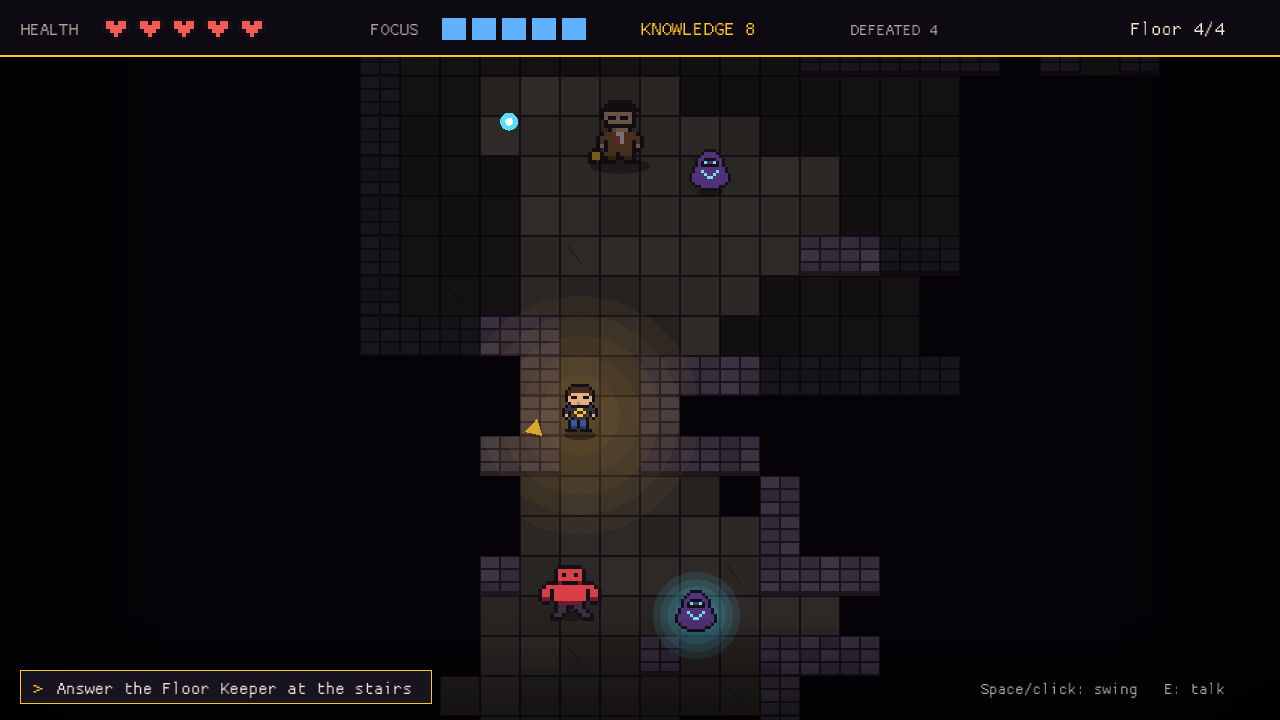 HEALTH FOCUS KNOWLEDGE 8 DEFEATED 4 Floor 4/4
> Answer the Floor Keeper at the stairs
Space/click: swing E: talk